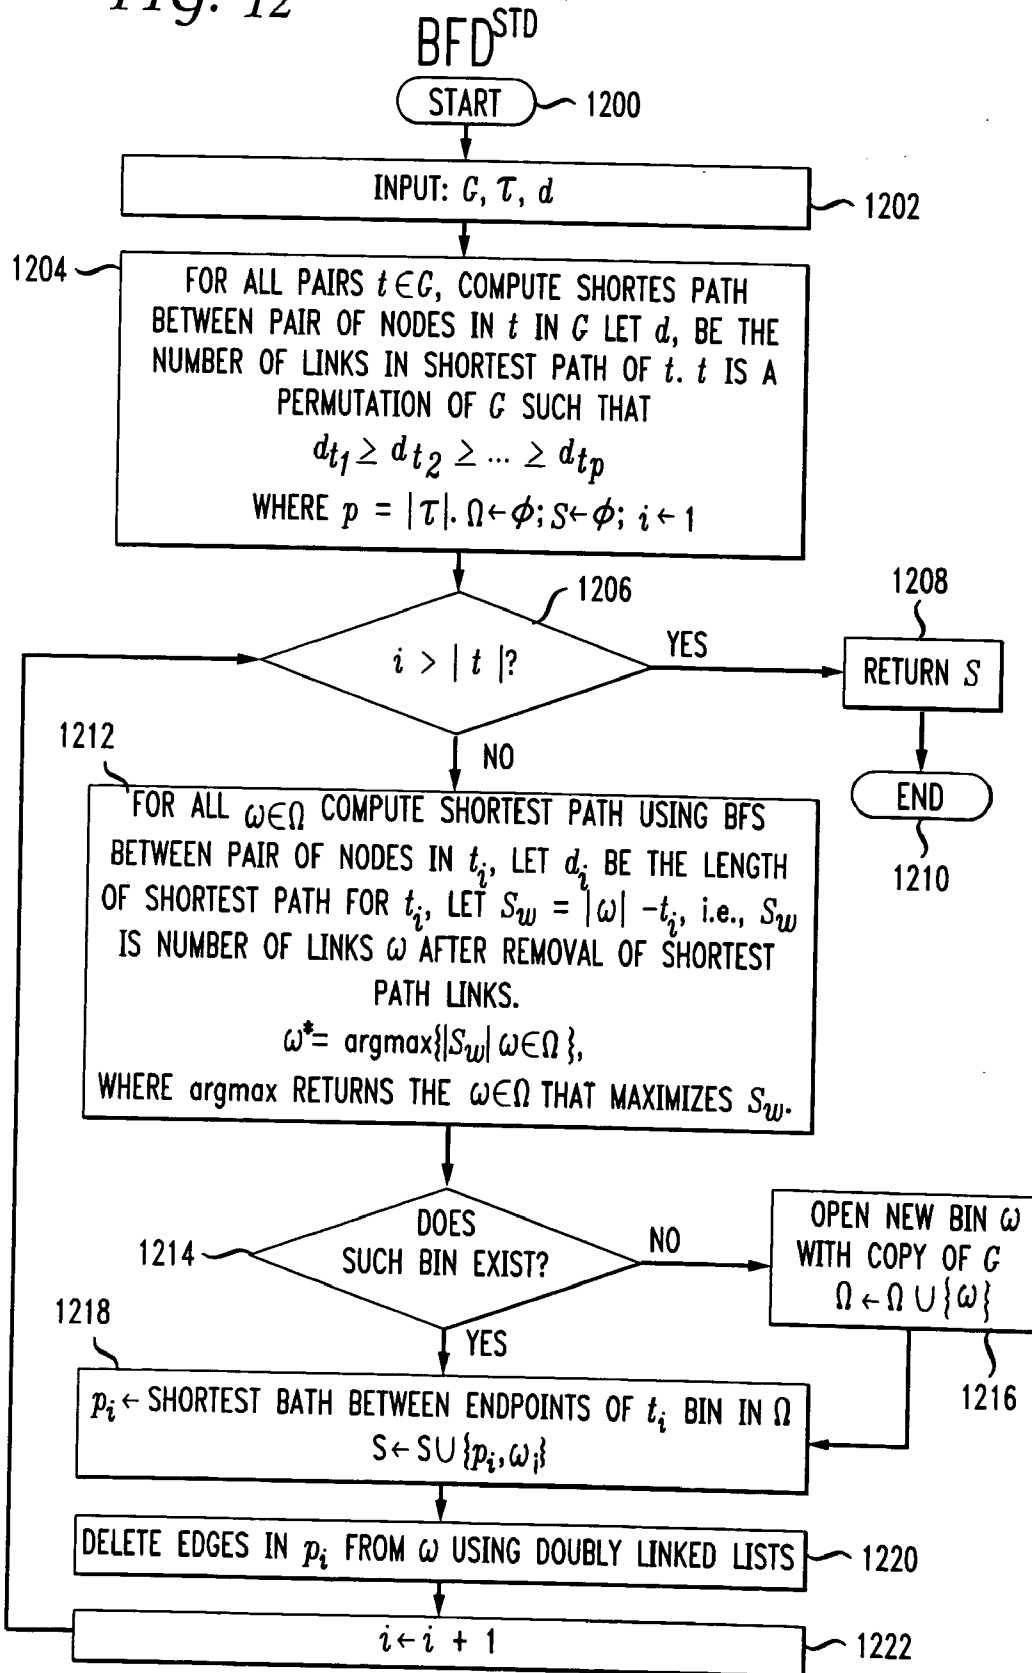 FIG. 12
BFD^STD
START
1200
INPUT: G, τ, d
1202
1204
FOR ALL PAIRS t∈G, COMPUTE SHORTES PATH
BETWEEN PAIR OF NODES IN t IN G LET d, BE THE
NUMBER OF LINKS IN SHORTEST PATH OF t. t IS A
PERMUTATION OF G SUCH THAT
d_t1 ≥ d_t2 ≥ ... ≥ d_tp
WHERE p = |τ|. Ω←ϕ; S←ϕ; i←1
1206
i > | t |?
YES
1208
RETURN S
NO
END
1210
1212
FOR ALL ω∈Ω COMPUTE SHORTEST PATH USING BFS
BETWEEN PAIR OF NODES IN t_i, LET d_i BE THE LENGTH
OF SHORTEST PATH FOR t_i, LET S_w = |ω| -t_i, i.e., S_w
IS NUMBER OF LINKS ω AFTER REMOVAL OF SHORTEST
PATH LINKS.
ω*= argmax{|S_w| ω∈Ω},
WHERE argmax RETURNS THE ω∈Ω THAT MAXIMIZES S_w.
1214
DOES
SUCH BIN EXIST?
NO
OPEN NEW BIN ω
WITH COPY OF G
Ω←Ω∪{ω}
1216
YES
1218
p_i ← SHORTEST BATH BETWEEN ENDPOINTS OF t_i BIN IN Ω
S←S∪{p_i, ω_i}
DELETE EDGES IN p_i FROM ω USING DOUBLY LINKED LISTS
1220
i←i + 1
1222